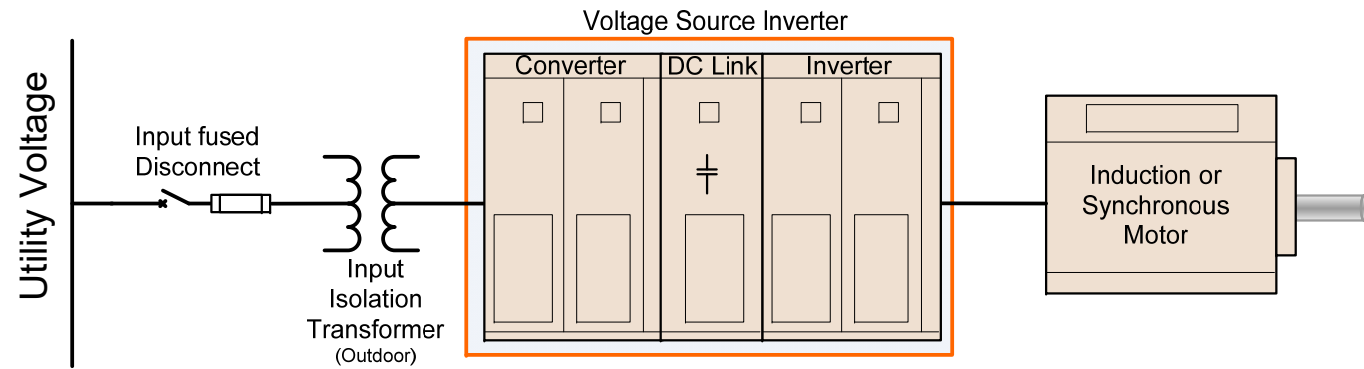 Voltage Source Inverter
Utility Voltage
Input fused
Disconnect
Input
Isolation
Transformer
(Outdoor)
Converter
DC Link
Inverter
Induction or
Synchronous
Motor